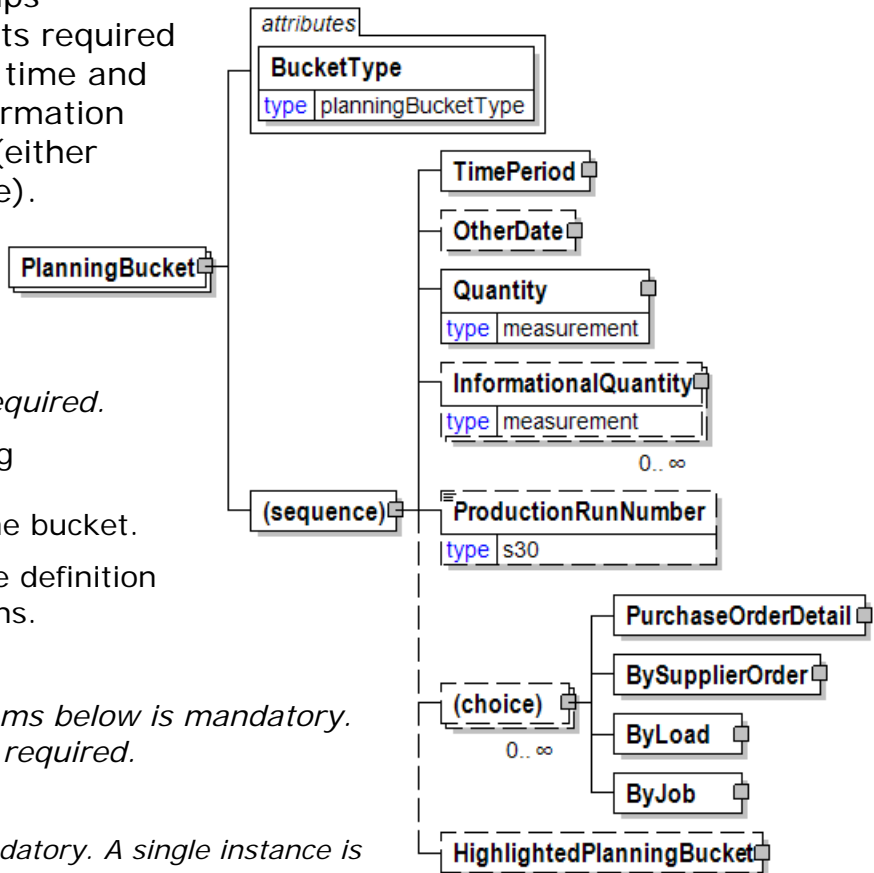 ts required
time and
rmation
(either
e).
equired.
g
he bucket.
e definition
ns.
ms below is mandatory.
required.
datory. A single instance is
attributes
BucketType
type planningBucketType
PlanningBucket
(sequence)
TimePeriod
OtherDate
Quantity
type measurement
InformationalQuantity
type measurement
0.. ∞
ProductionRunNumber
type s30
(choice)
0.. ∞
PurchaseOrderDetail
BySupplierOrder
ByLoad
ByJob
HighlightedPlanningBucket